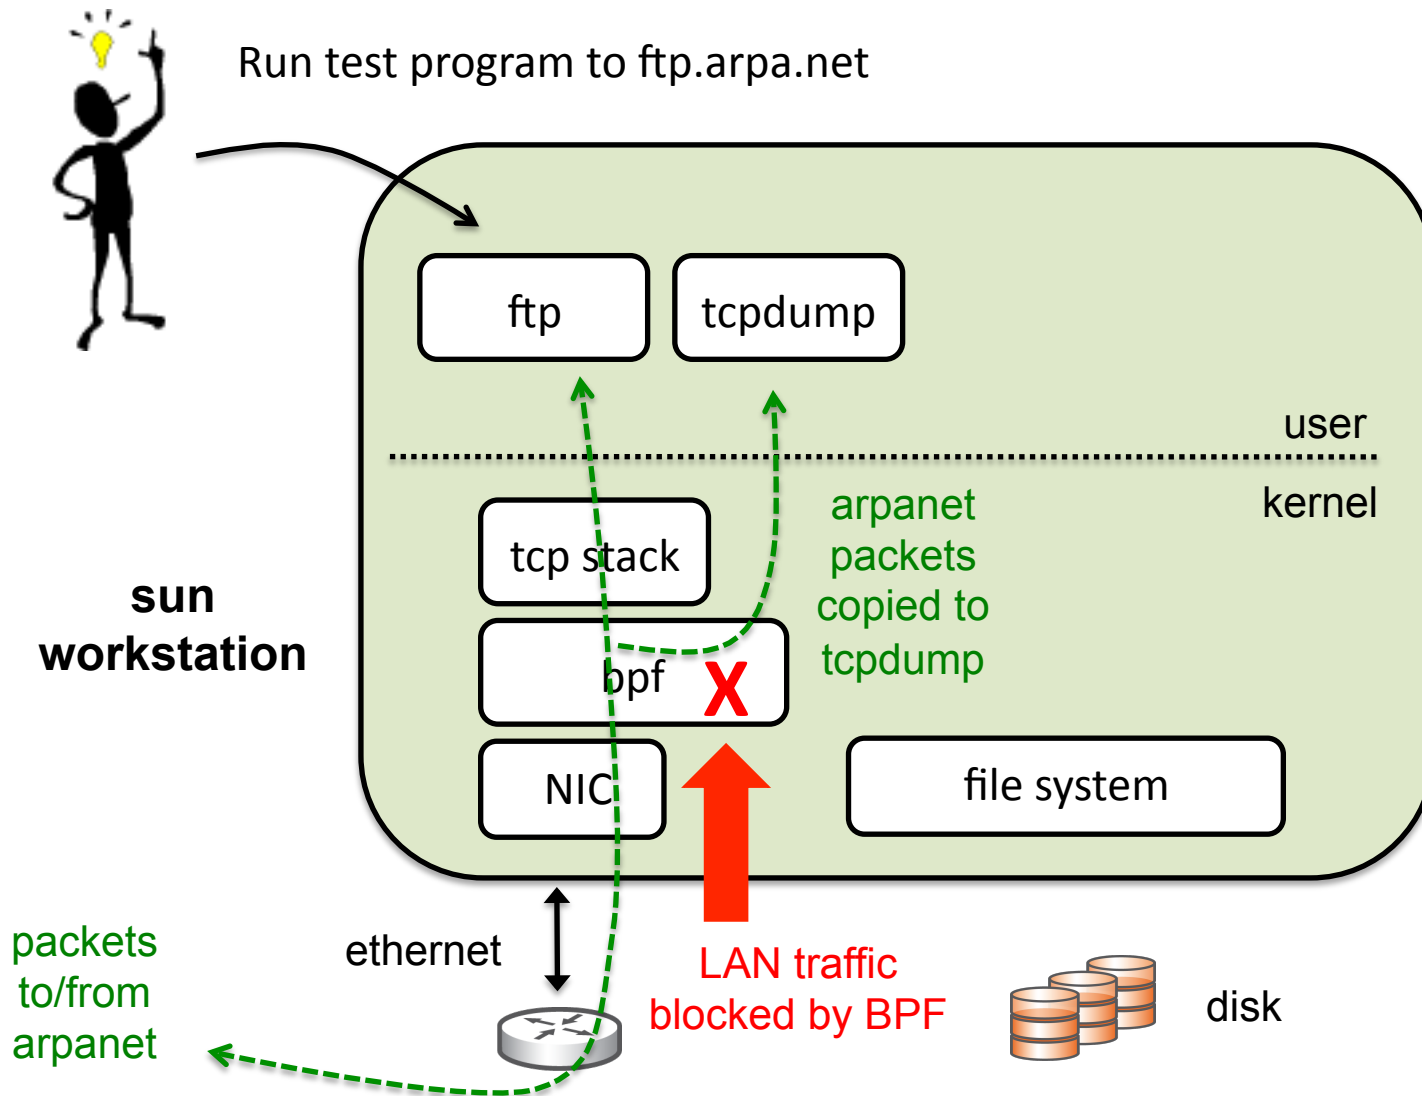 Run test program to ftp.arpa.net
ftp
tcpdump
user
kernel
arpanet
packets
copied to
tcpdump
tcp stack
sun
workstation
bpf
X
NIC
file system
ethernet
packets
to/from
arpanet
LAN traffic
blocked by BPF
disk